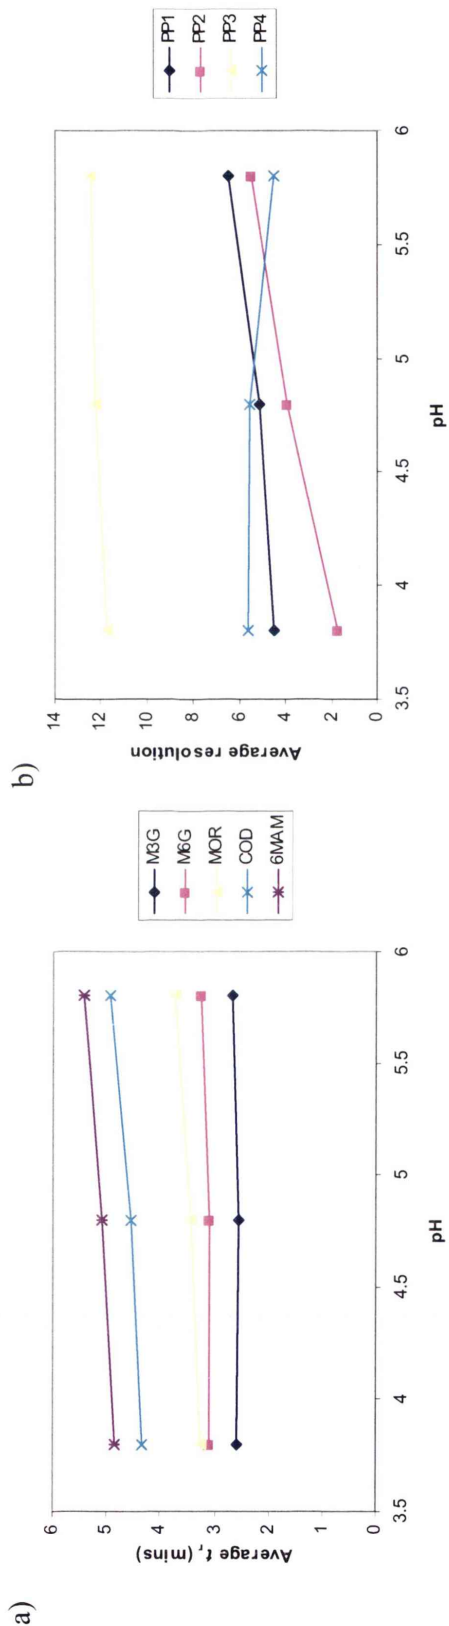 a)
6
5
4
3
2
1
0
Average tᵣ (mins)
3.5 4 4.5 5 5.5 6
pH
M3G
M6G
MOR
COD
6MAM
b)
14
12
10
8
6
4
2
0
Average resolution
3.5 4 4.5 5 5.5 6
pH
PP1
PP2
PP3
PP4